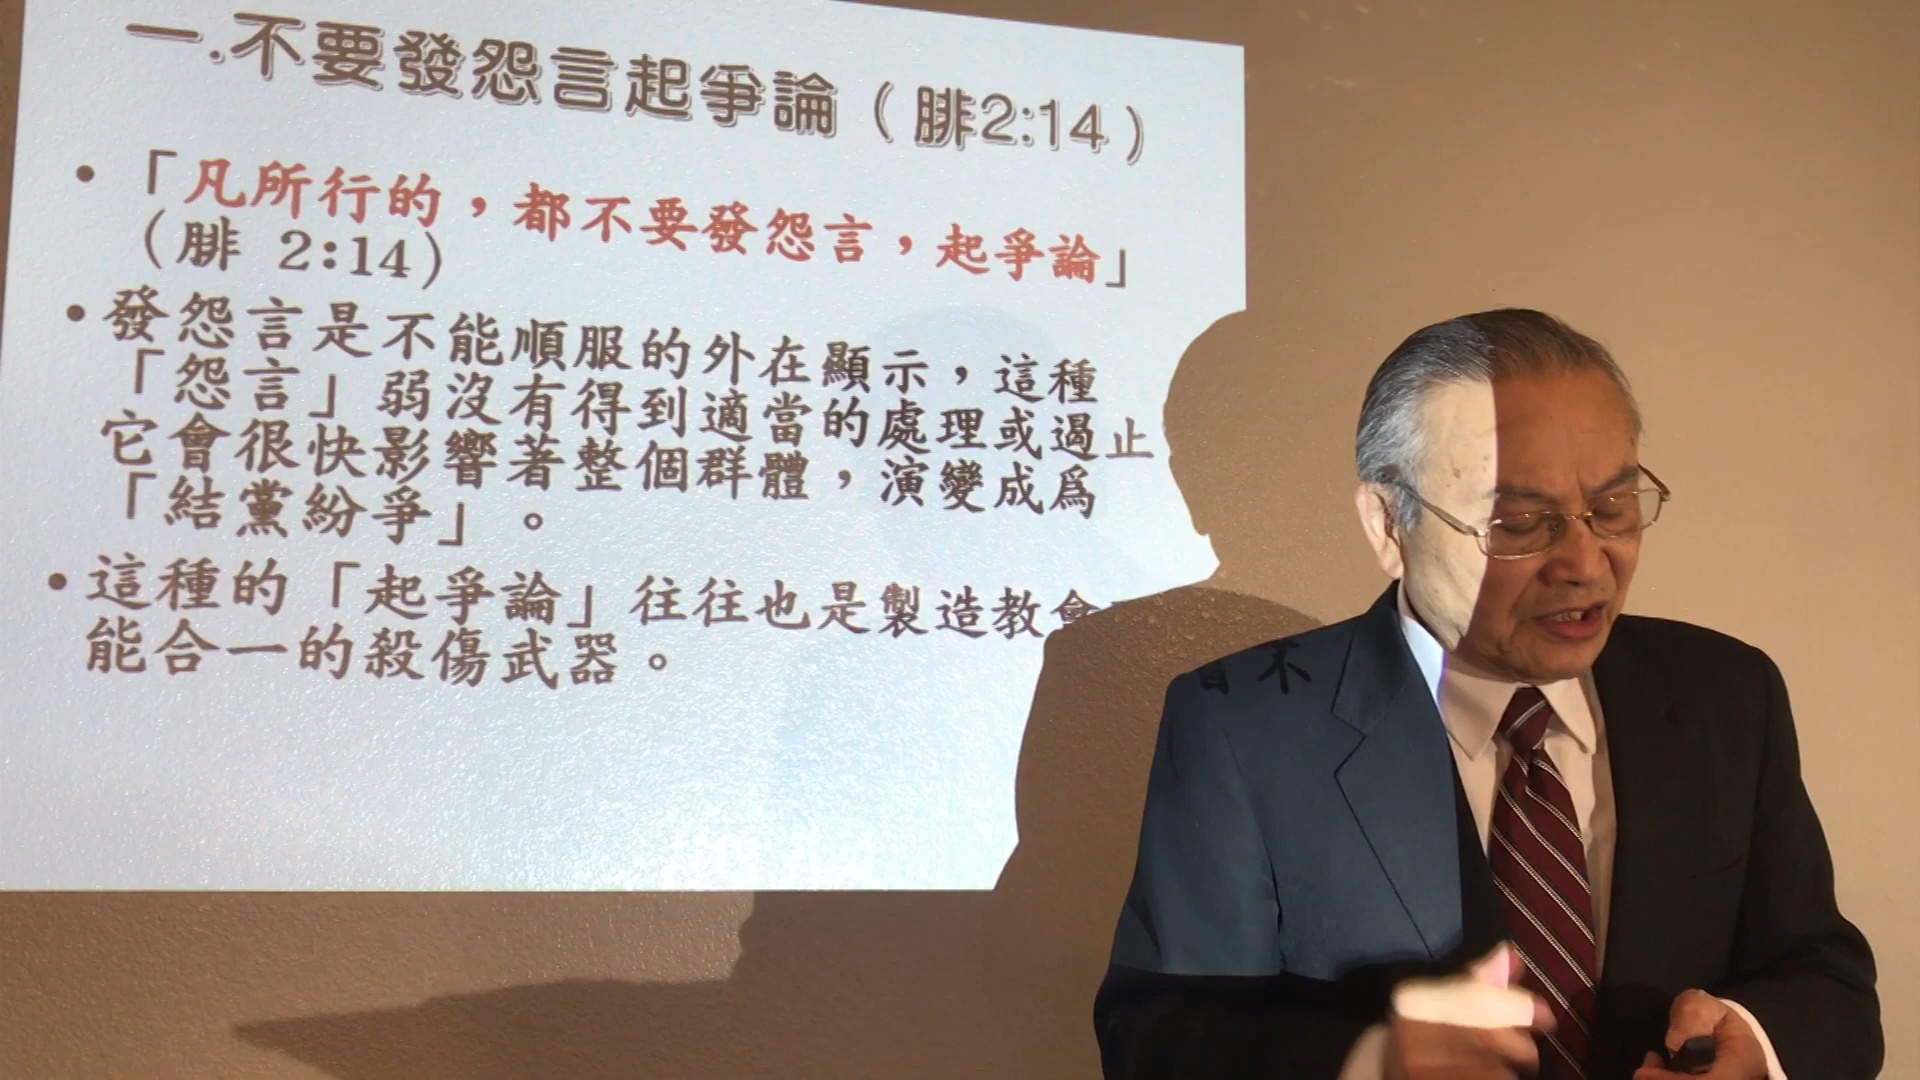 一.不要發怨言起爭論（腓2:14）
•「凡所行的，都不要發怨言，起爭論」
（腓 2:14）
•發怨言是不能順服的外在顯示，這種
「怨言」弱沒有得到適當的處理或遏止
它會很快影響著整個群體，演變成爲
「結黨紛爭」。
•這種的「起爭論」往往也是製造教會不
能合一的殺傷武器。